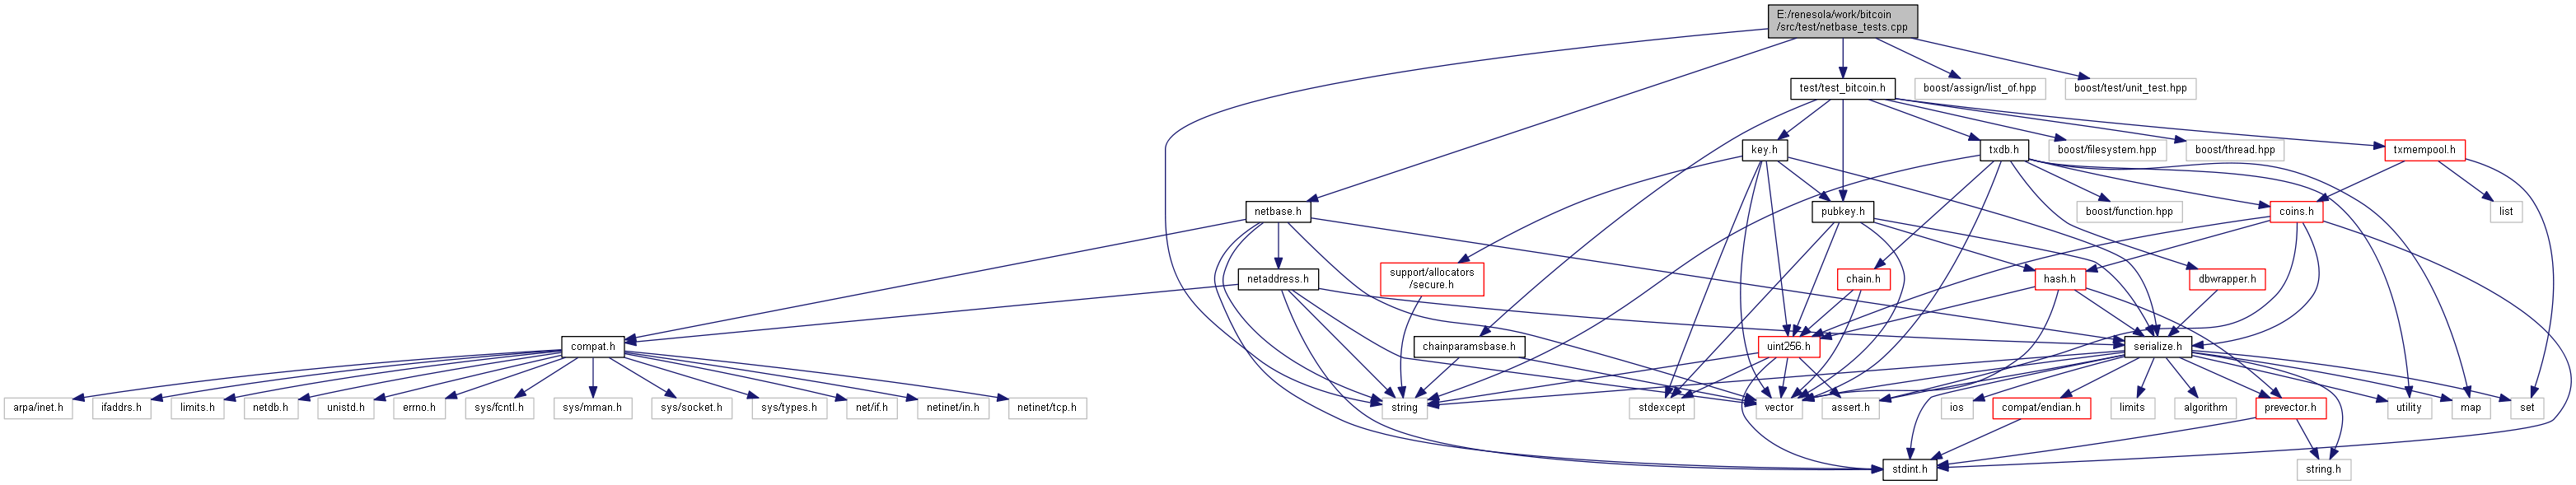 E:/renesola/work/bitcoin
/src/test/netbase_tests.cpp
test/test_bitcoin.h
boost/assign/list_of.hpp
boost/test/unit_test.hpp
key.h
txdb.h
boost/filesystem.hpp
boost/thread.hpp
txmempool.h
netbase.h
pubkey.h
boost/function.hpp
coins.h
list
netaddress.h
support/allocators
/secure.h
chain.h
hash.h
dbwrapper.h
compat.h
chainparamsbase.h
uint256.h
serialize.h
arpa/inet.h
ifaddrs.h
limits.h
netdb.h
unistd.h
errno.h
sys/fcntl.h
sys/mman.h
sys/socket.h
sys/types.h
net/if.h
netinet/in.h
netinet/tcp.h
string
stdexcept
vector
assert.h
ios
compat/endian.h
limits
algorithm
prevector.h
utility
map
set
stdint.h
string.h